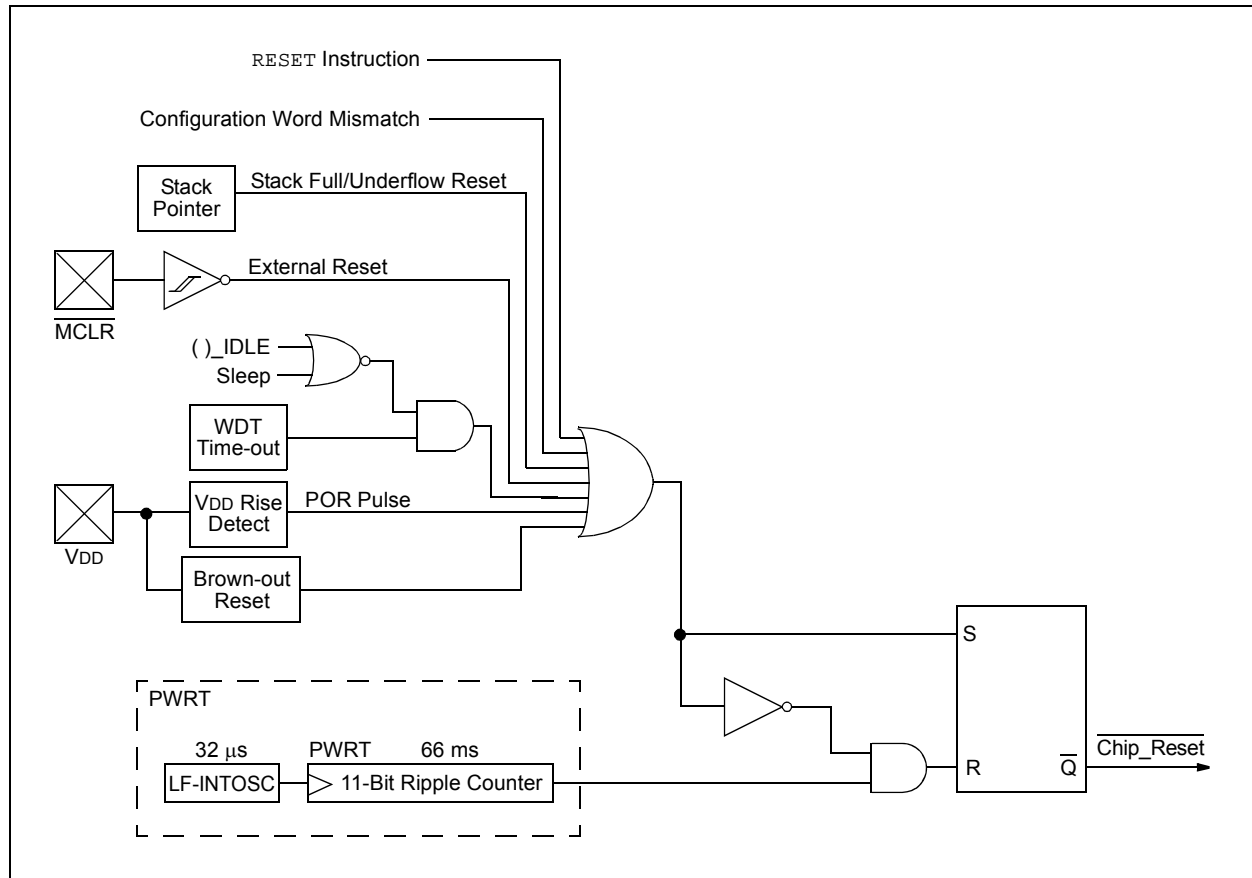 RESET Instruction
Configuration Word Mismatch
Stack
Pointer
Stack Full/Underflow Reset
External Reset
MCLR
( )_IDLE
Sleep
WDT
Time-out
VDD Rise
Detect
POR Pulse
VDD
Brown-out
Reset
S
PWRT
32 μs
PWRT
66 ms
LF-INTOSC
11-Bit Ripple Counter
R
Q
Chip_Reset